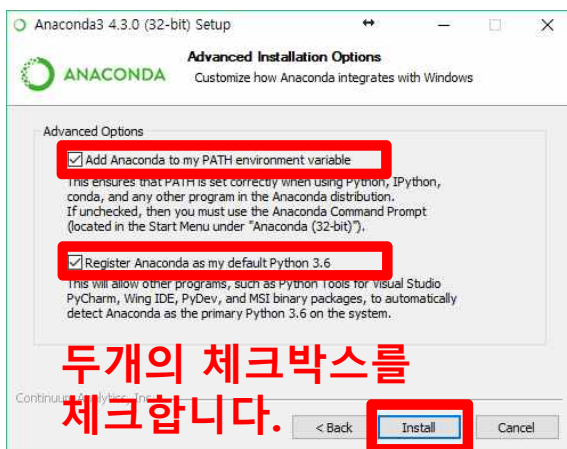 Anaconda3 4.3.0 (32-bit) Setup
Advanced Installation Options
ANACONDA
Customize how Anaconda integrates with Windows
Advanced Options
Add Anaconda to my PATH environment variable
This ensures that PATH is set correctly when using Python, IPython,
conda, and any other program in the Anaconda distribution.
If unchecked, then you must use the Anaconda Command Prompt
(located in the Start Menu under "Anaconda (32-bit)").
Register Anaconda as my default Python 3.6
This will allow other programs, such as Python Tools for Visual Studio
PyCharm, Wing IDE, PyDev, and MSI binary packages, to automatically
detect Anaconda as the primary Python 3.6 on the system.
두개의 체크박스를
체크합니다.
< Back
Install
Cancel